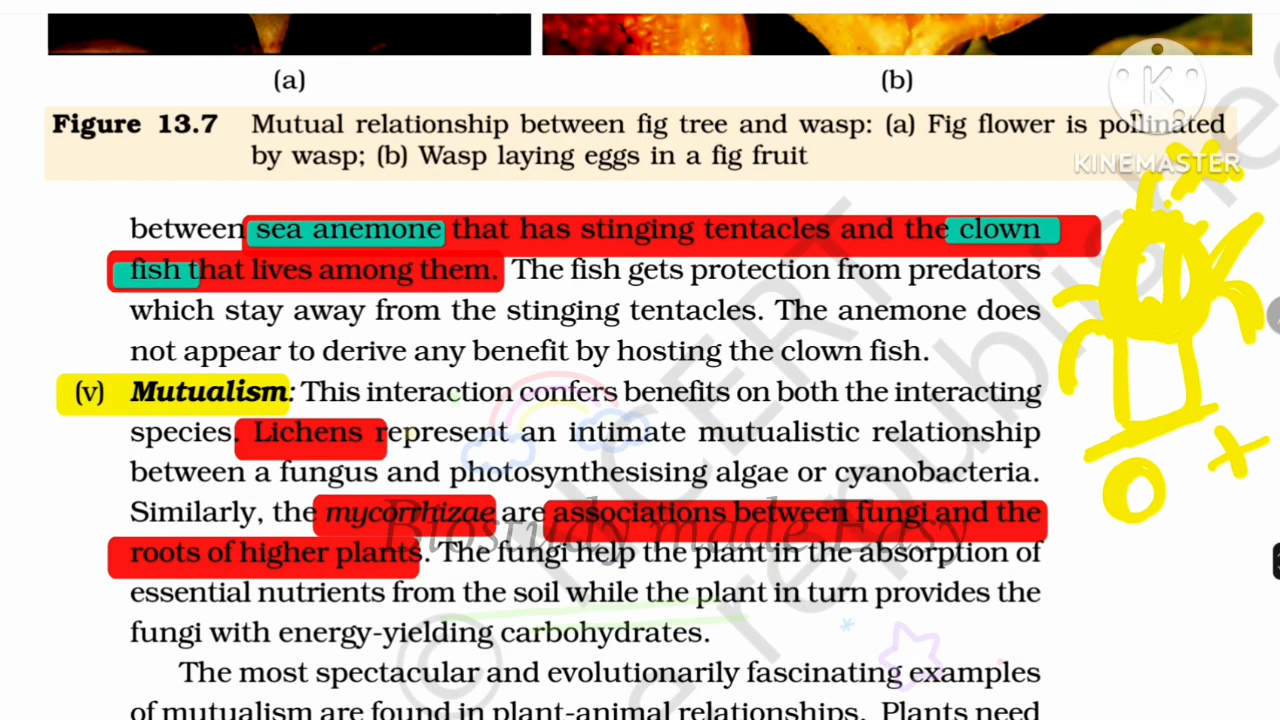 (a)
(b)
Figure 13.7 Mutual relationship between fig tree and wasp: (a) Fig flower is pollinated
by wasp; (b) Wasp laying eggs in a fig fruit
KINEMASTER
between sea anemone that has stinging tentacles and the clown
fish that lives among them. The fish gets protection from predators
which stay away from the stinging tentacles. The anemone does
not appear to derive any benefit by hosting the clown fish.
(v) Mutualism: This interaction confers benefits on both the interacting
species. Lichens represent an intimate mutualistic relationship
between a fungus and photosynthesising algae or cyanobacteria.
Similarly, the mycorrhizae are associations between fungi and the
roots of higher plants. The fungi help the plant in the absorption of
essential nutrients from the soil while the plant in turn provides the
fungi with energy-yielding carbohydrates.
The most spectacular and evolutionarily fascinating examples
of mutualism are found in plant-animal relationships. Plants need
Biostudy made Easy
© NCERT
0 +